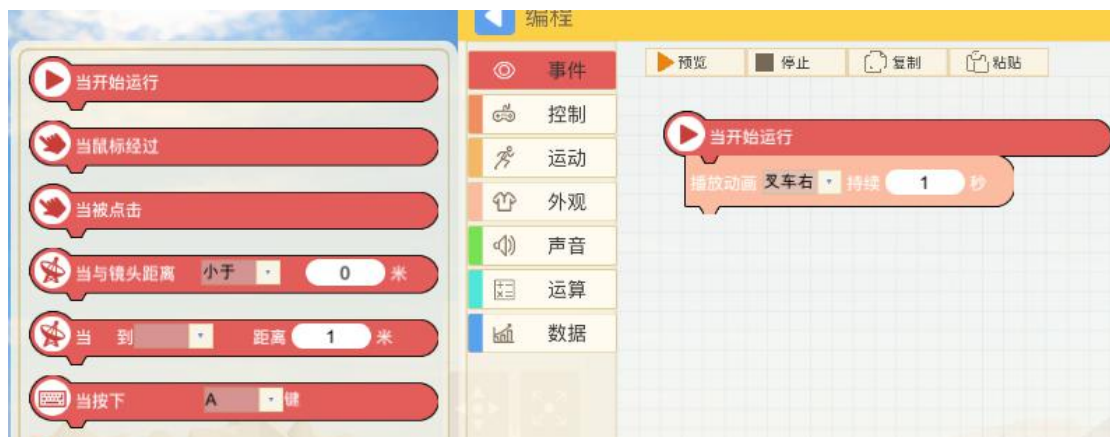 编程
当开始运行
当鼠标经过
当被点击
当与镜头距离 小于 0 米
当 到 距离 1 米
当按下 A 键
事件
控制
运动
外观
声音
运算
数据
预览 停止 复制 粘贴
当开始运行
播放动画 叉车右 持续 1 秒